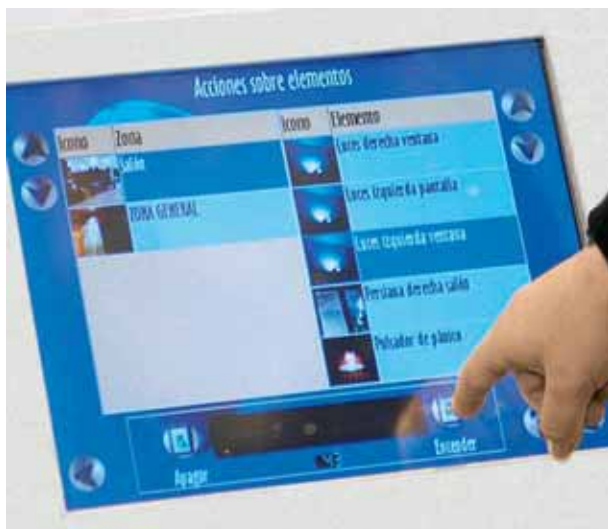 Acciones sobre elementos
Icono Zona
Salón
ZONA GENERAL
Icono Elemento
Luces derecha ventana
Luces izquierda pantalla
Luces izquierda ventana
Persiana derecha salón
Pulsador de pánico
Apagar
Encender